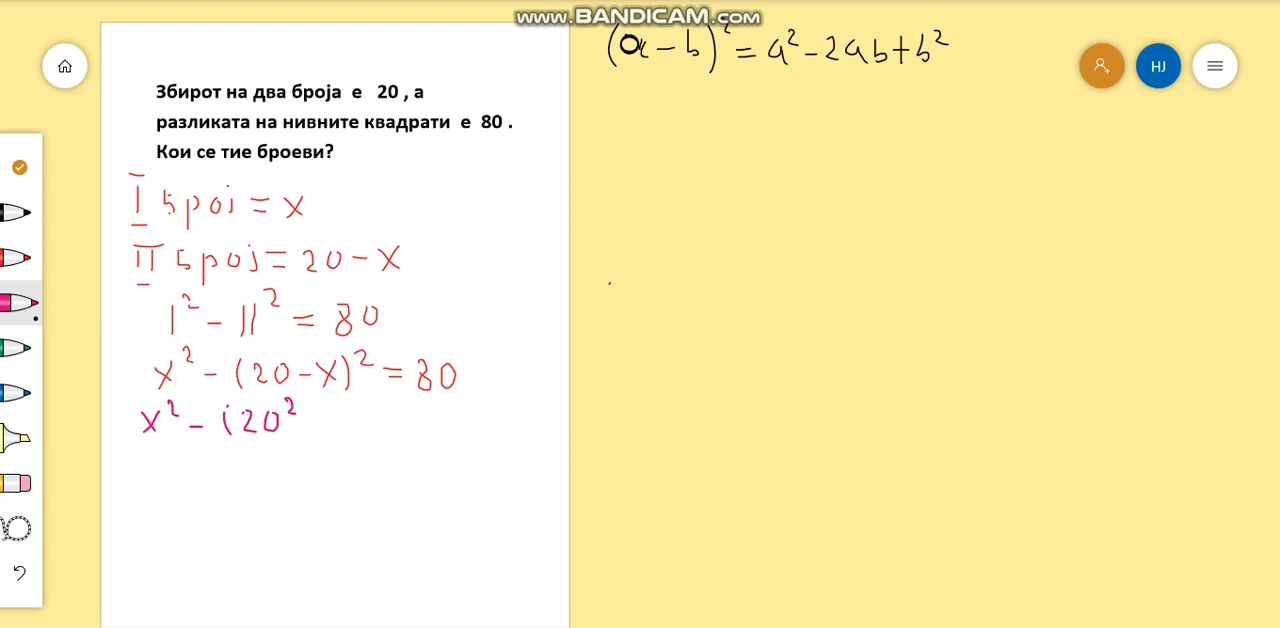 www.BANDICAM.com
(a - b)² = a² - 2ab + b²
HJ
Збирот на два броја е 20 , а
разликата на нивните квадрати е 80 .
Кои се тие броеви?
I број = x
II број = 20 - x
I² - II² = 80
x² - (20 - x)² = 80
x² - (20²